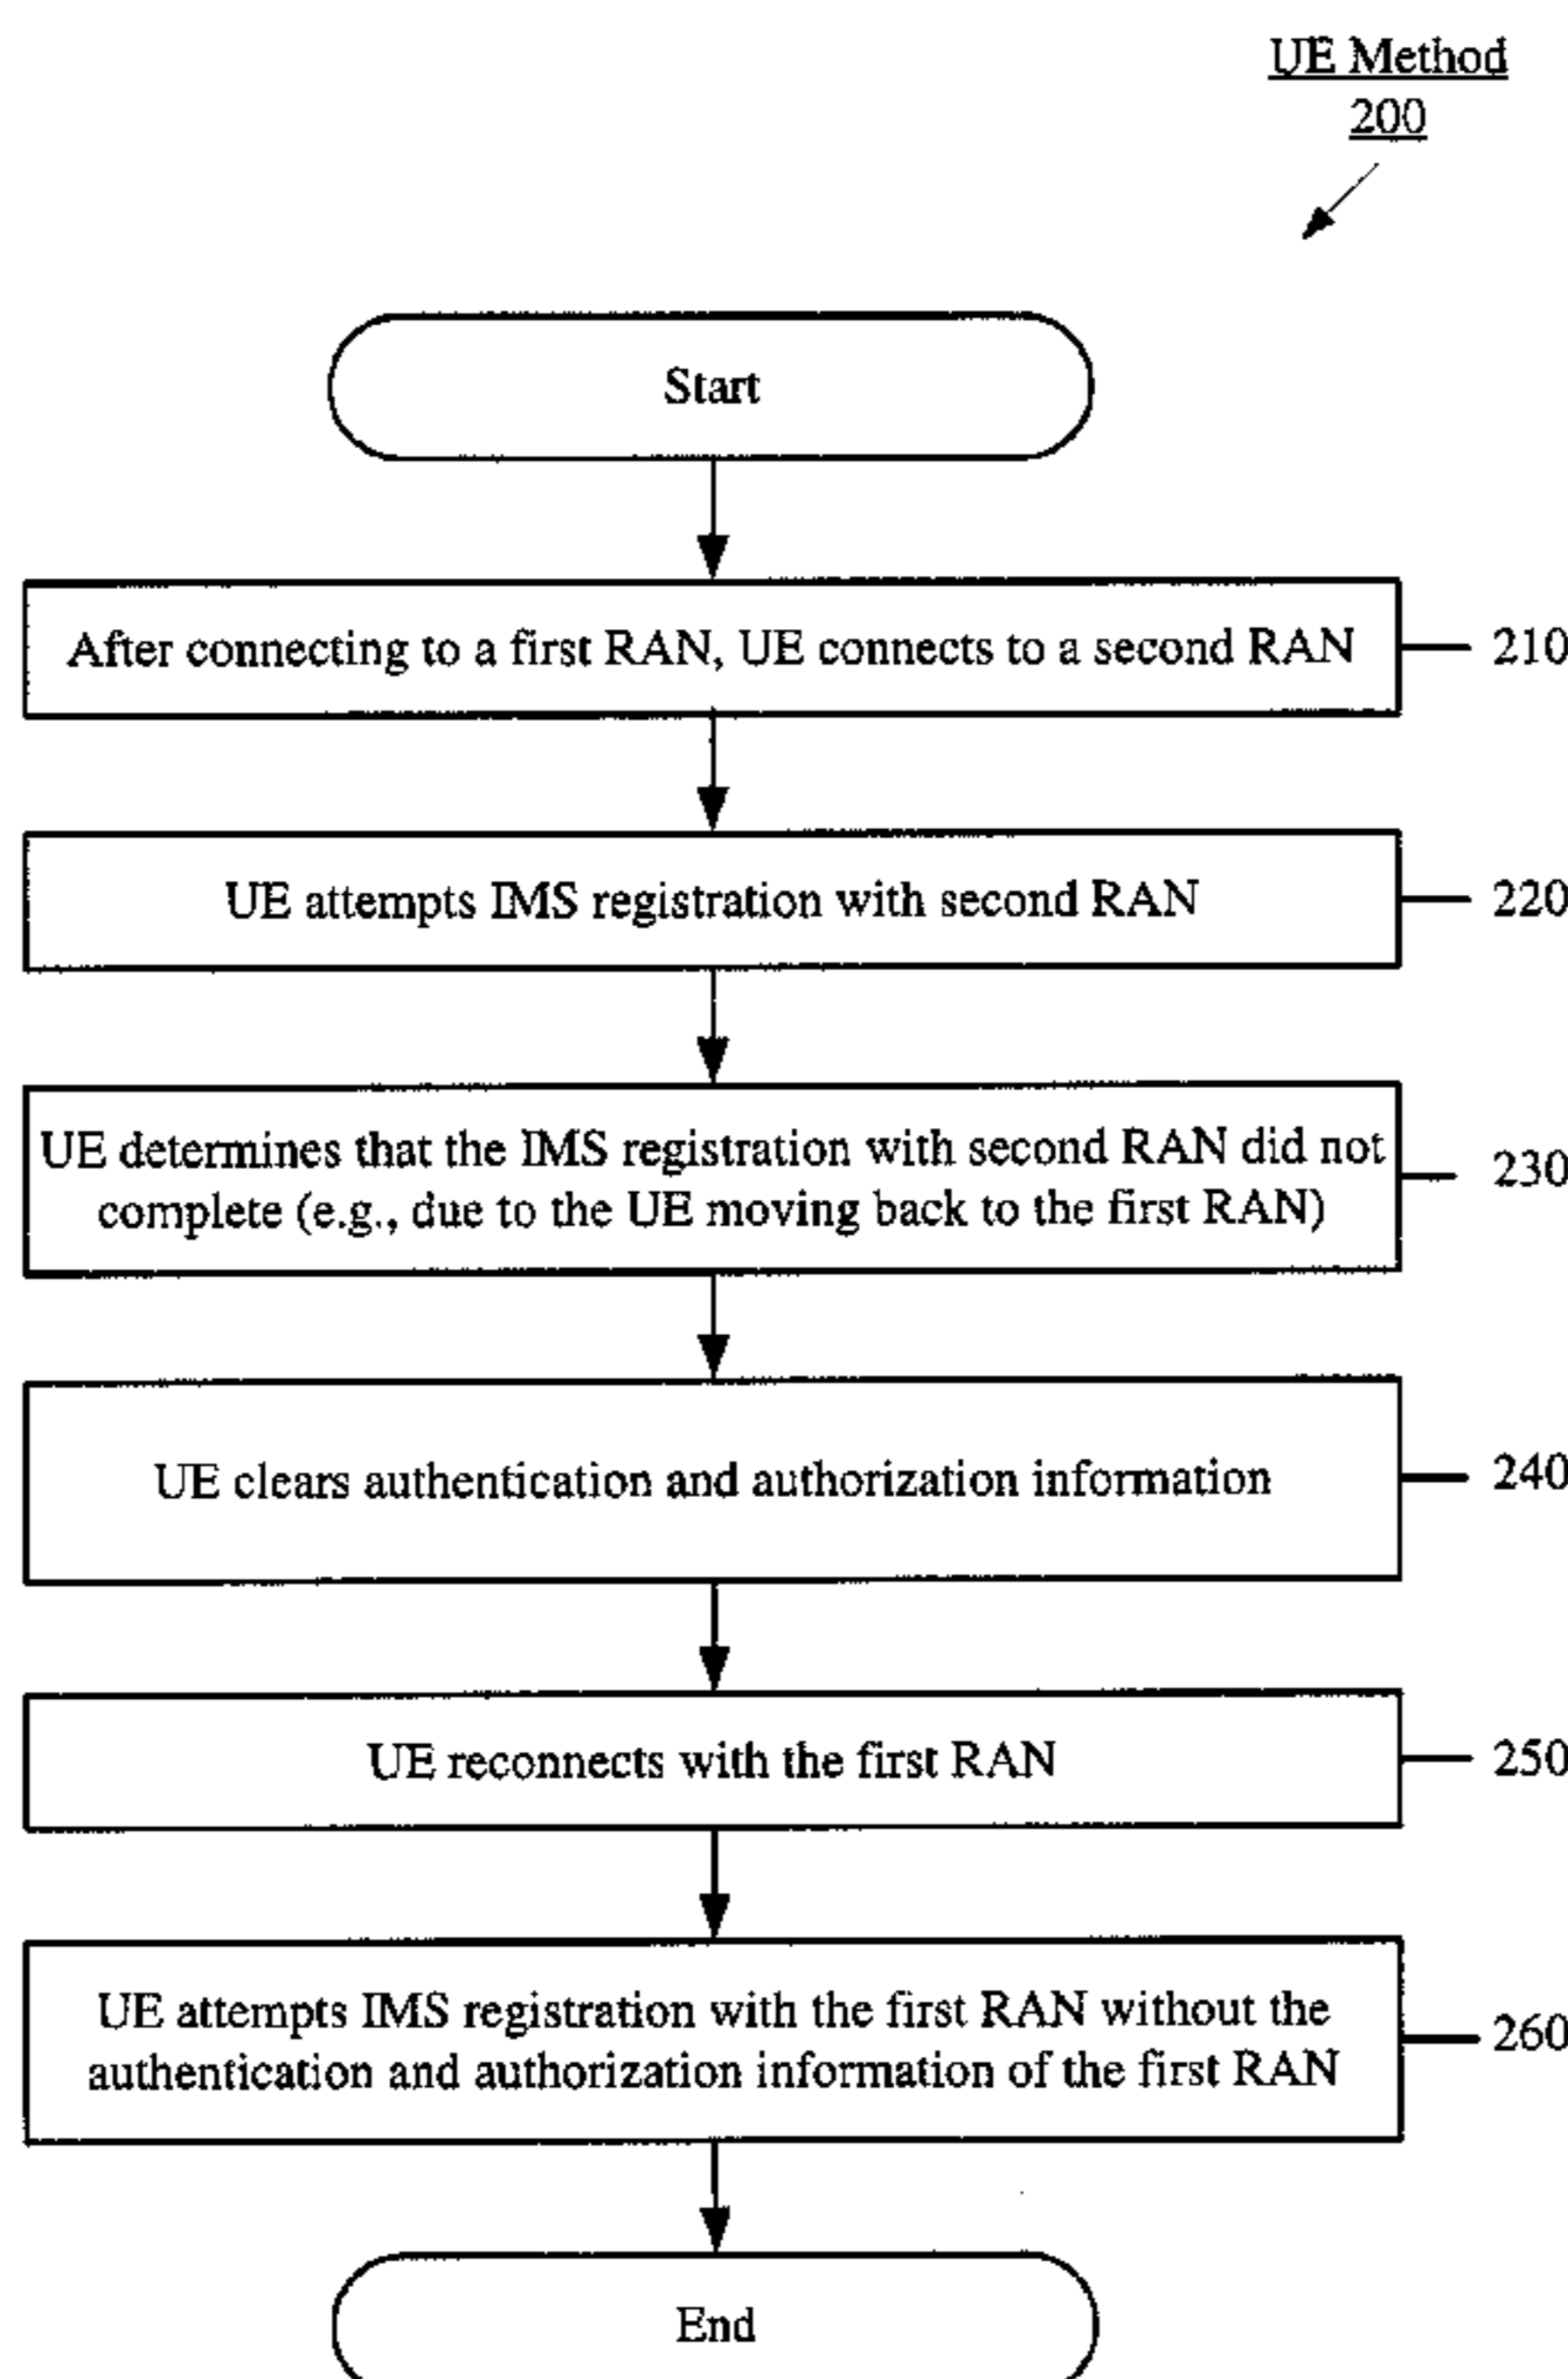 UE Method
200
Start
After connecting to a first RAN, UE connects to a second RAN
210
UE attempts IMS registration with second RAN
220
UE determines that the IMS registration with second RAN did not
complete (e.g., due to the UE moving back to the first RAN)
230
UE clears authentication and authorization information
240
UE reconnects with the first RAN
250
UE attempts IMS registration with the first RAN without the
authentication and authorization information of the first RAN
260
End